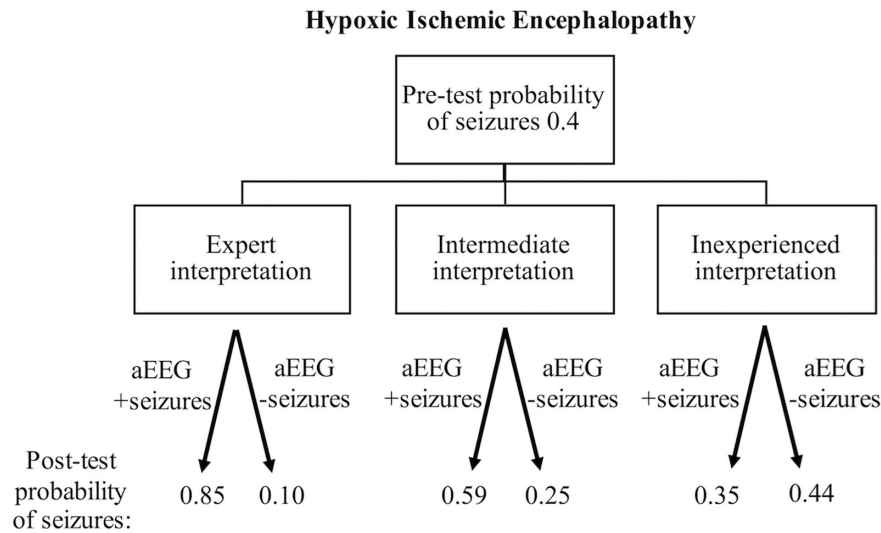 Hypoxic Ischemic Encephalopathy
Pre-test probability
of seizures 0.4
Expert
interpretation
Intermediate
interpretation
Inexperienced
interpretation
aEEG
+seizures
aEEG
-seizures
aEEG
+seizures
aEEG
-seizures
aEEG
+seizures
aEEG
-seizures
Post-test
probability
of seizures:
0.85
0.10
0.59
0.25
0.35
0.44